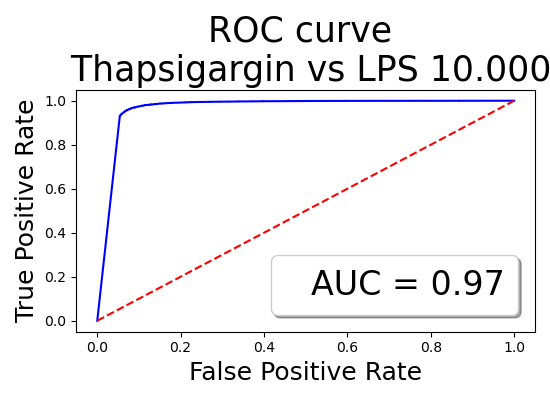 ROC curve
Thapsigargin vs LPS 10.000
True Positive Rate
1.0
0.8
0.6
0.4
0.2
0.0
AUC = 0.97
0.0 0.2 0.4 0.6 0.8 1.0
False Positive Rate